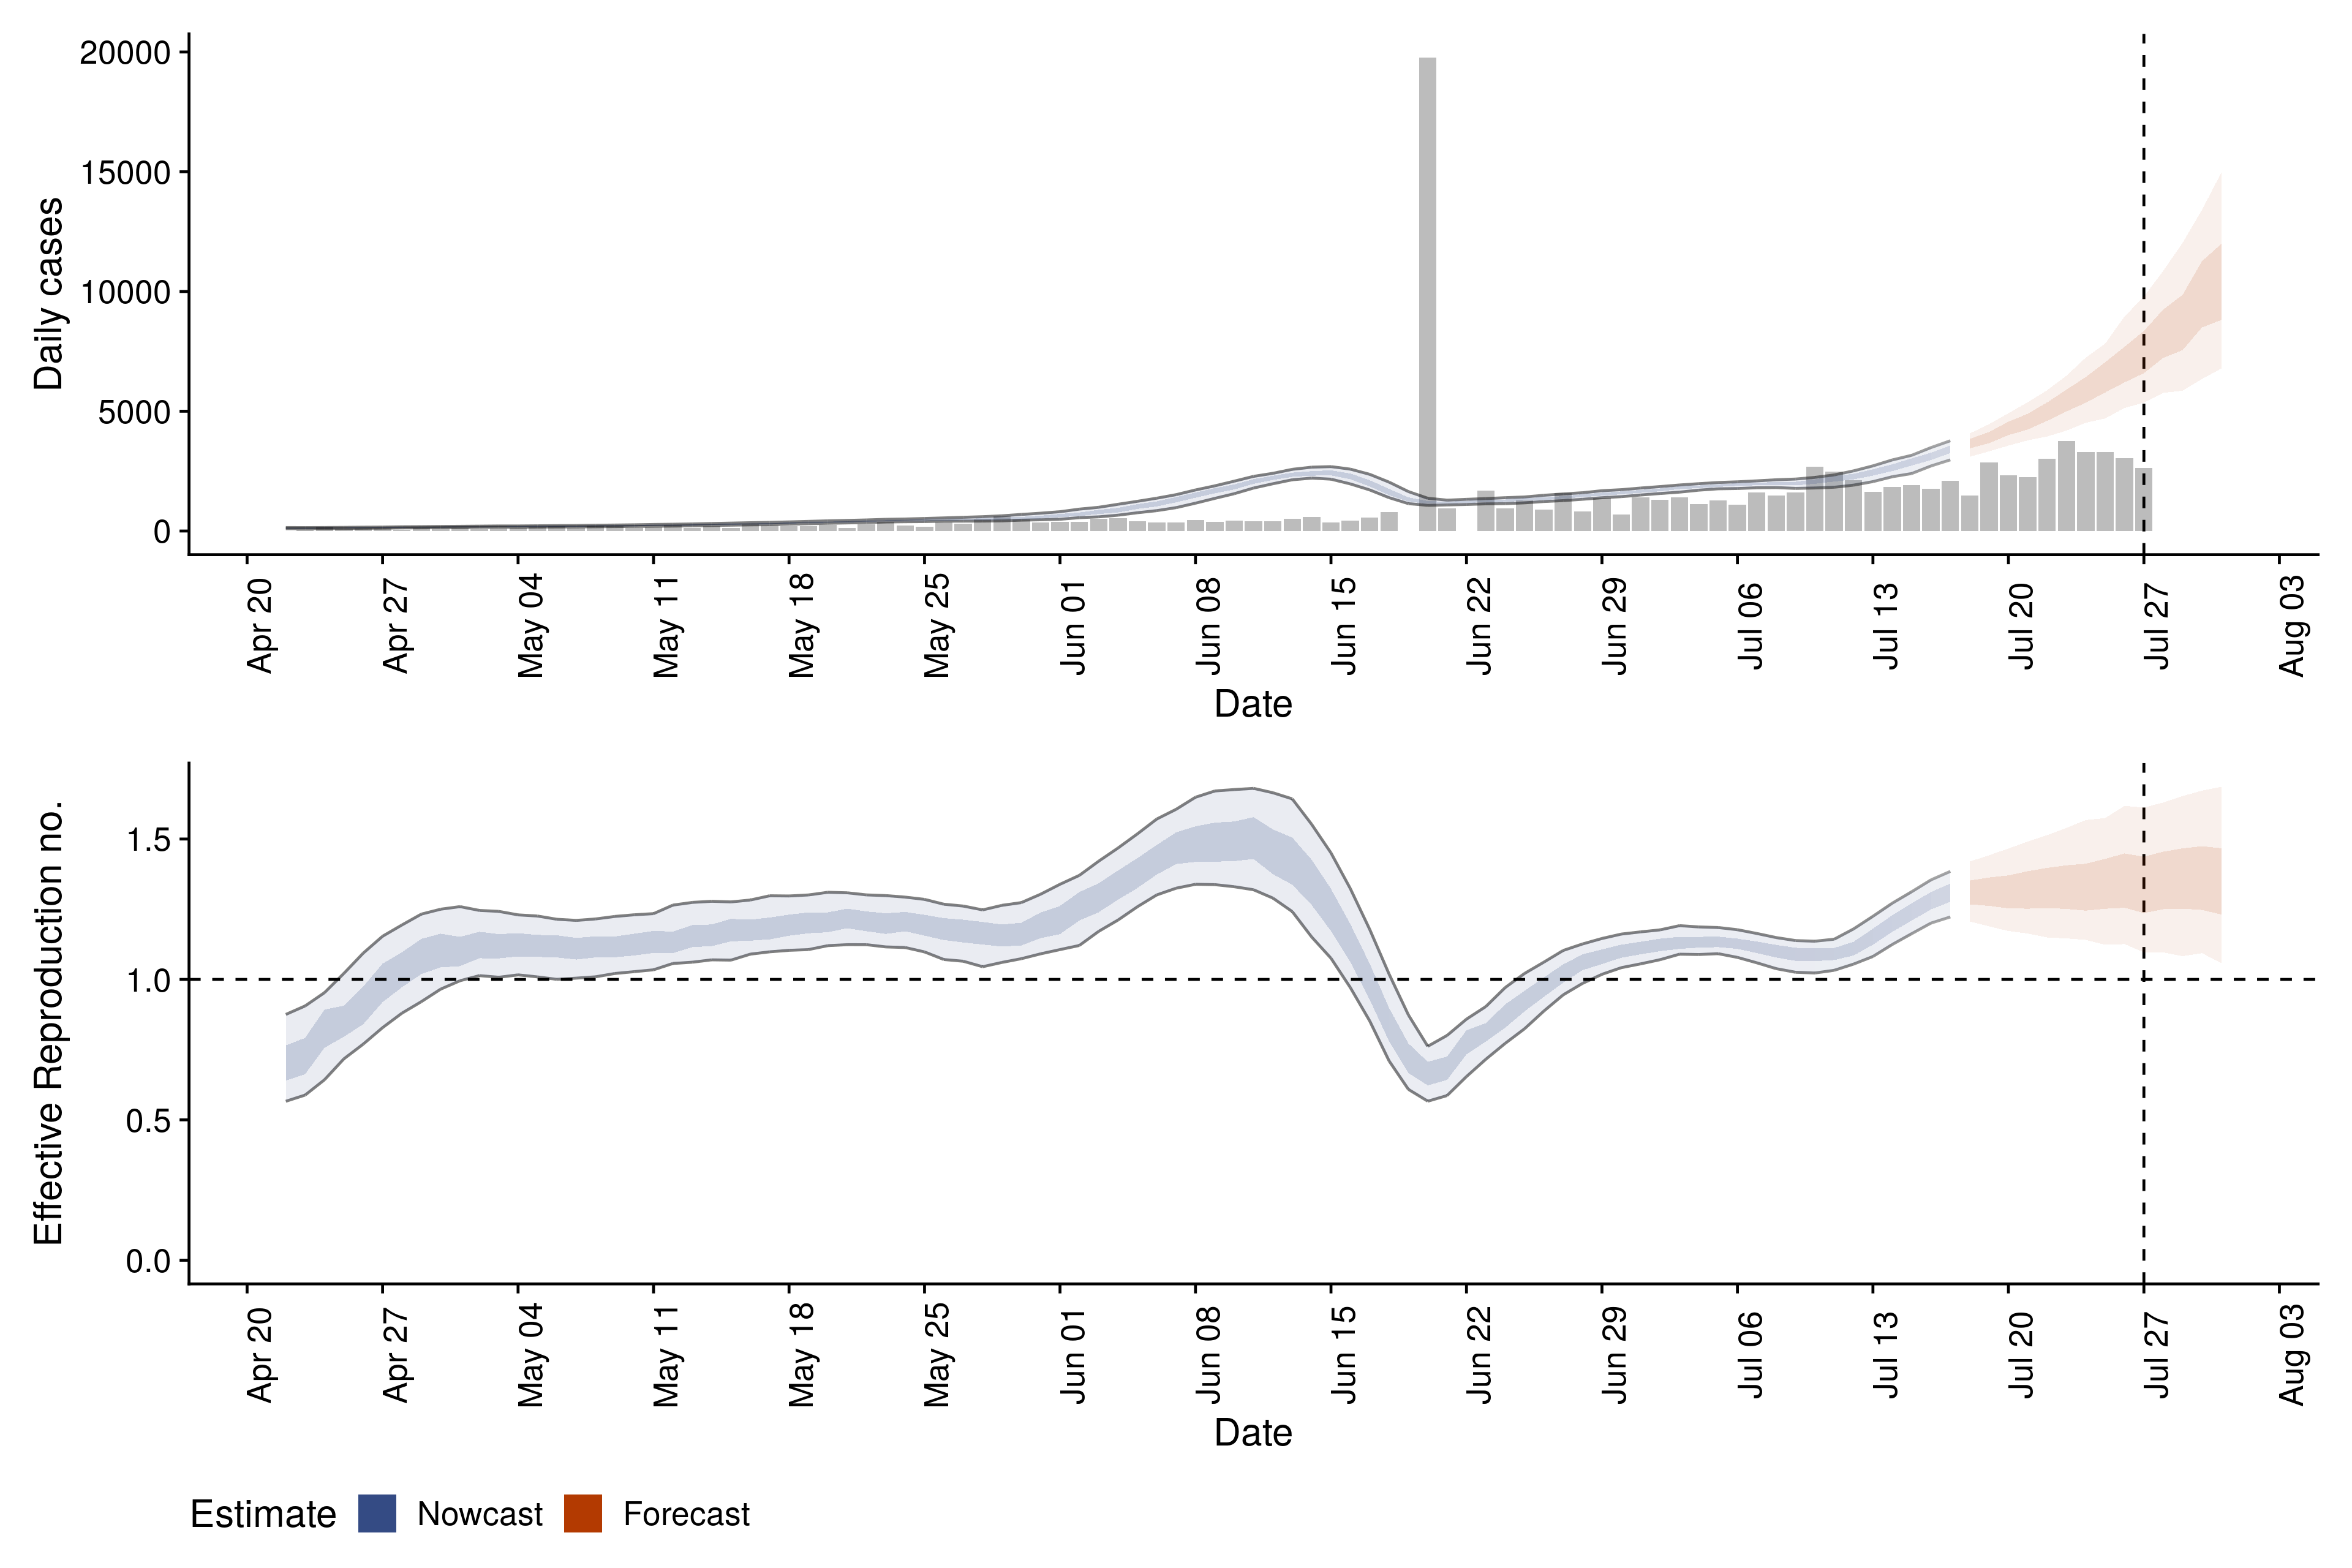 Daily cases
20000
15000
10000
5000
0
Apr 20 Apr 27 May 04 May 11 May 18 May 25 Jun 01 Jun 08 Jun 15 Jun 22 Jun 29 Jul 06 Jul 13 Jul 20 Jul 27 Aug 03
Date
Effective Reproduction no.
1.5
1.0
0.5
0.0
Apr 20 Apr 27 May 04 May 11 May 18 May 25 Jun 01 Jun 08 Jun 15 Jun 22 Jun 29 Jul 06 Jul 13 Jul 20 Jul 27 Aug 03
Date
Estimate Nowcast Forecast